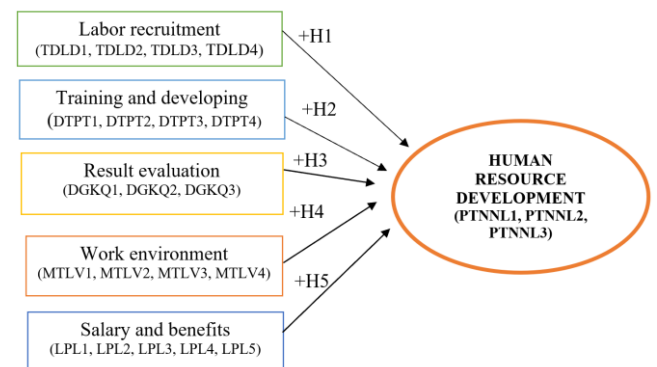 Labor recruitment
(TDLD1, TDLD2, TDLD3, TDLD4)
+H1
Training and developing
(DTPT1, DTPT2, DTPT3, DTPT4)
+H2
Result evaluation
(DGKQ1, DGKQ2, DGKQ3)
+H3
+H4
Work environment
(MTLV1, MTLV2, MTLV3, MTLV4)
+H5
Salary and benefits
(LPL1, LPL2, LPL3, LPL4, LPL5)
HUMAN
RESOURCE
DEVELOPMENT
(PTNNL1, PTNNL2,
PTNNL3)